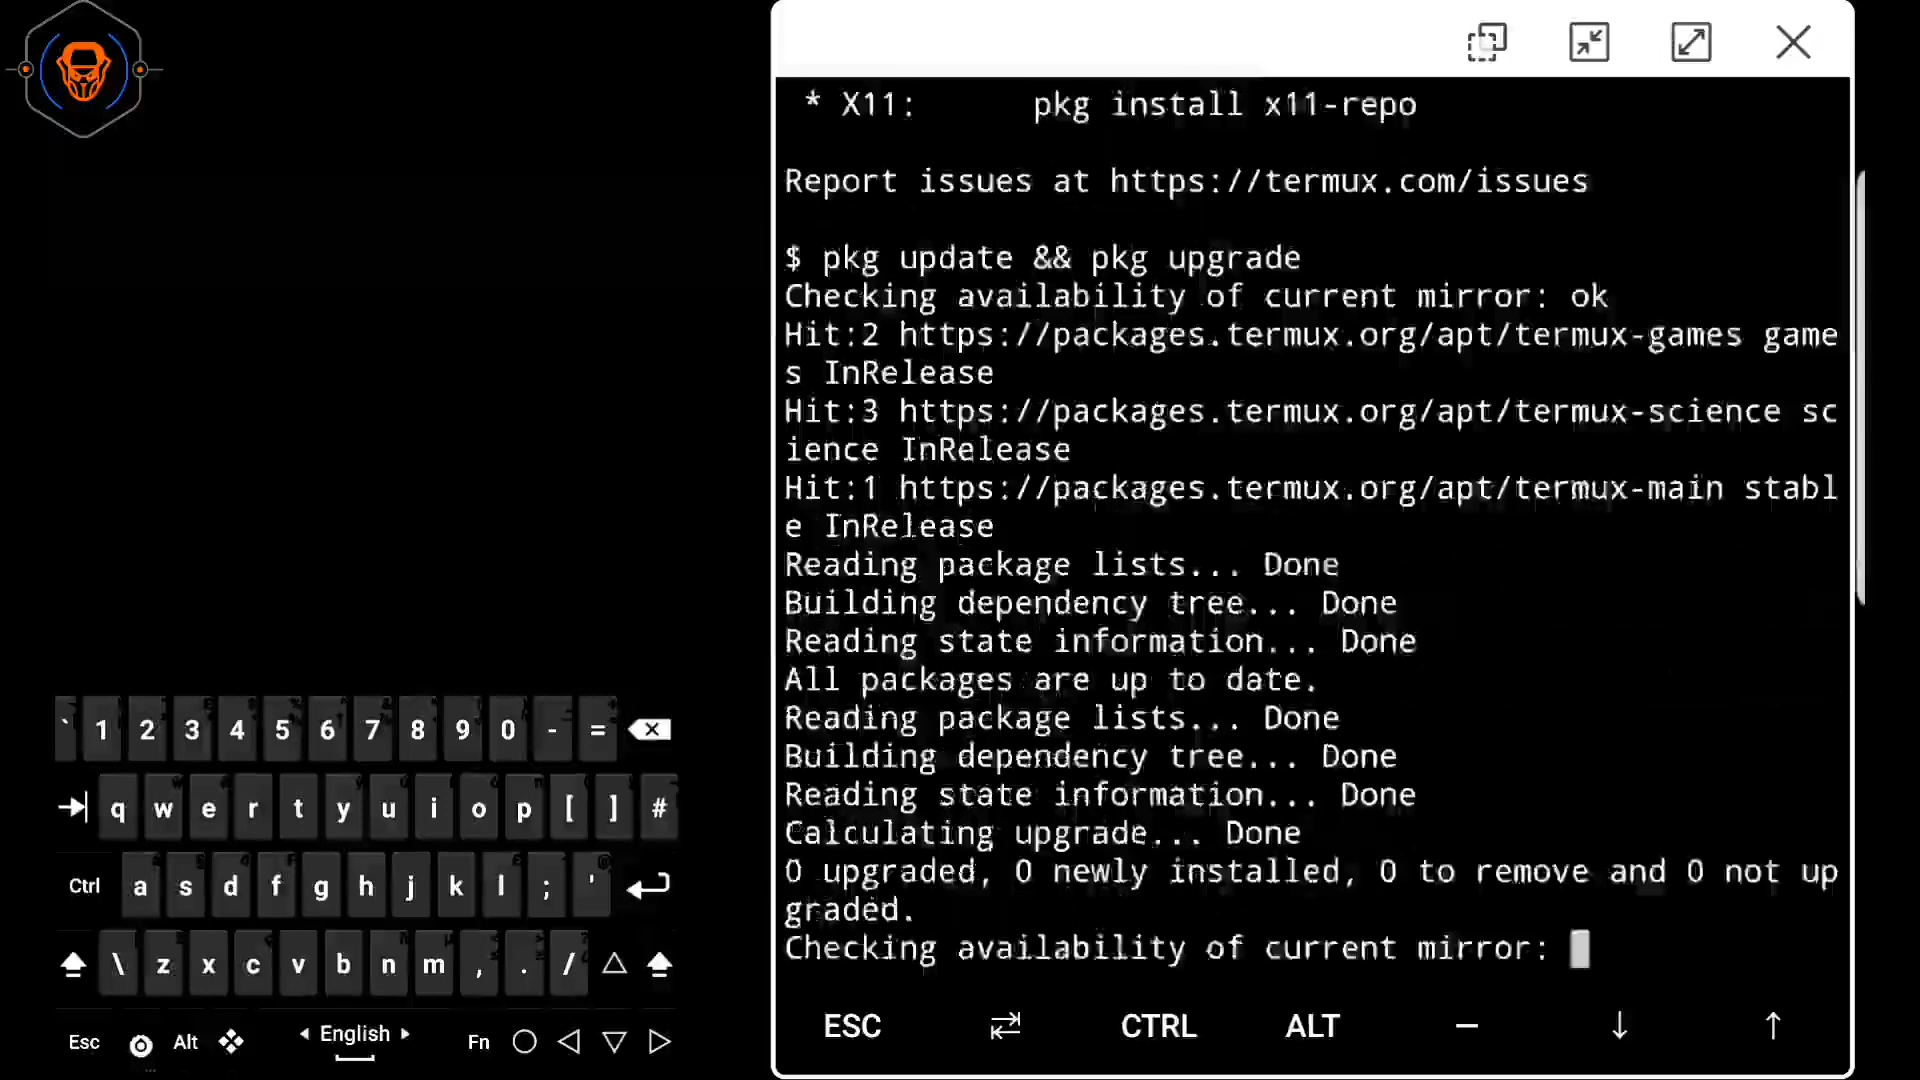 * X11: pkg install x11-repo
Report issues at https://termux.com/issues
$ pkg update && pkg upgrade
Checking availability of current mirror: ok
Hit:2 https://packages.termux.org/apt/termux-games game
s InRelease
Hit:3 https://packages.termux.org/apt/termux-science sc
ience InRelease
Hit:1 https://packages.termux.org/apt/termux-main stabl
e InRelease
Reading package lists... Done
Building dependency tree... Done
Reading state information... Done
All packages are up to date.
Reading package lists... Done
Building dependency tree... Done
Reading state information... Done
Calculating upgrade... Done
0 upgraded, 0 newly installed, 0 to remove and 0 not up
graded.
Checking availability of current mirror:
ESC CTRL ALT — ↓ ↑
` 1 2 3 4 5 6 7 8 9 0 - =
q w e r t y u i o p [ ] #
Ctrl a s d f g h j k l ; '
\ z x c v b n m , . /
Esc Alt English Fn